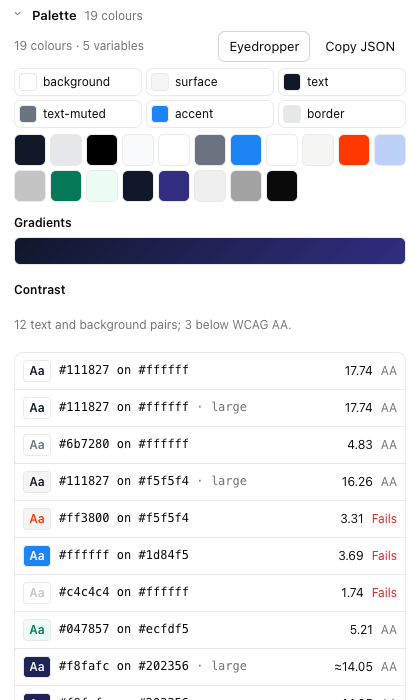 Palette 19 colours
19 colours · 5 variables Eyedropper Copy JSON
background surface text
text-muted accent border
Gradients
Contrast
12 text and background pairs; 3 below WCAG AA.
Aa #111827 on #ffffff 17.74 AA
Aa #111827 on #ffffff · large 17.74 AA
Aa #6b7280 on #ffffff 4.83 AA
Aa #111827 on #f5f5f4 · large 16.26 AA
Aa #ff3800 on #f5f5f4 3.31 Fails
Aa #ffffff on #1d84f5 3.69 Fails
Aa #c4c4c4 on #ffffff 1.74 Fails
Aa #047857 on #ecfdf5 5.21 AA
Aa #f8fafc on #202356 · large ≈14.05 AA